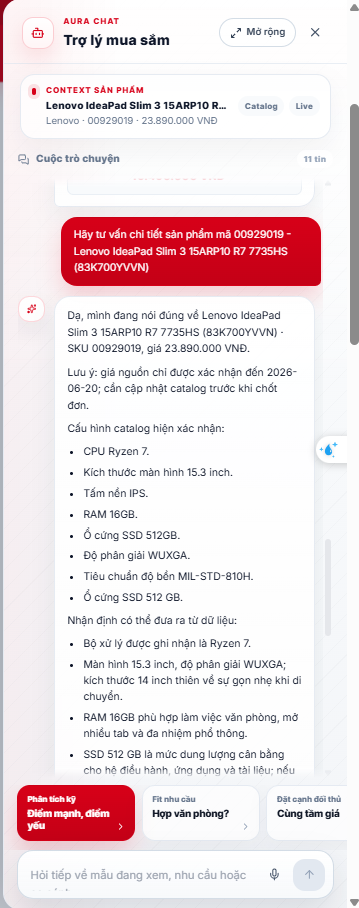 AURA CHAT
Trợ lý mua sắm
Mở rộng
CONTEXT SẢN PHẨM
Lenovo IdeaPad Slim 3 15ARP10 R...
Catalog
Live
Lenovo · 00929019 · 23.890.000 VNĐ
Cuộc trò chuyện
11 tin
Hãy tư vấn chi tiết sản phẩm mã 00929019 -
Lenovo IdeaPad Slim 3 15ARP10 R7 7735HS
(83K700YVVN)
Dạ, mình đang nói đúng về Lenovo IdeaPad
Slim 3 15ARP10 R7 7735HS (83K700YVVN) ·
SKU 00929019, giá 23.890.000 VNĐ.
Lưu ý: giá nguồn chỉ được xác nhận đến 2026-
06-20; cần cập nhật catalog trước khi chốt
đơn.
Cấu hình catalog hiện xác nhận:
• CPU Ryzen 7.
• Kích thước màn hình 15.3 inch.
• Tấm nền IPS.
• RAM 16GB.
• Ổ cứng SSD 512GB.
• Độ phân giải WUXGA.
• Tiêu chuẩn độ bền MIL-STD-810H.
• Ổ cứng SSD 512 GB.
Nhận định có thể đưa ra từ dữ liệu:
• Bộ xử lý được ghi nhận là Ryzen 7.
• Màn hình 15.3 inch, độ phân giải WUXGA;
kích thước 14 inch thiên về sự gọn nhẹ khi di
chuyển.
• RAM 16GB phù hợp làm việc văn phòng, mở
nhiều tab và đa nhiệm phổ thông.
• SSD 512 GB là mức dung lượng cân bằng
cho hệ điều hành, ứng dụng và tài liệu; nếu
Phân tích kỹ
Điểm mạnh, điểm
yếu
Fit nhu cầu
Hợp văn phòng?
Đặt cạnh đối thủ
Cùng tầm giá
Hỏi tiếp về mẫu đang xem, nhu cầu hoặc